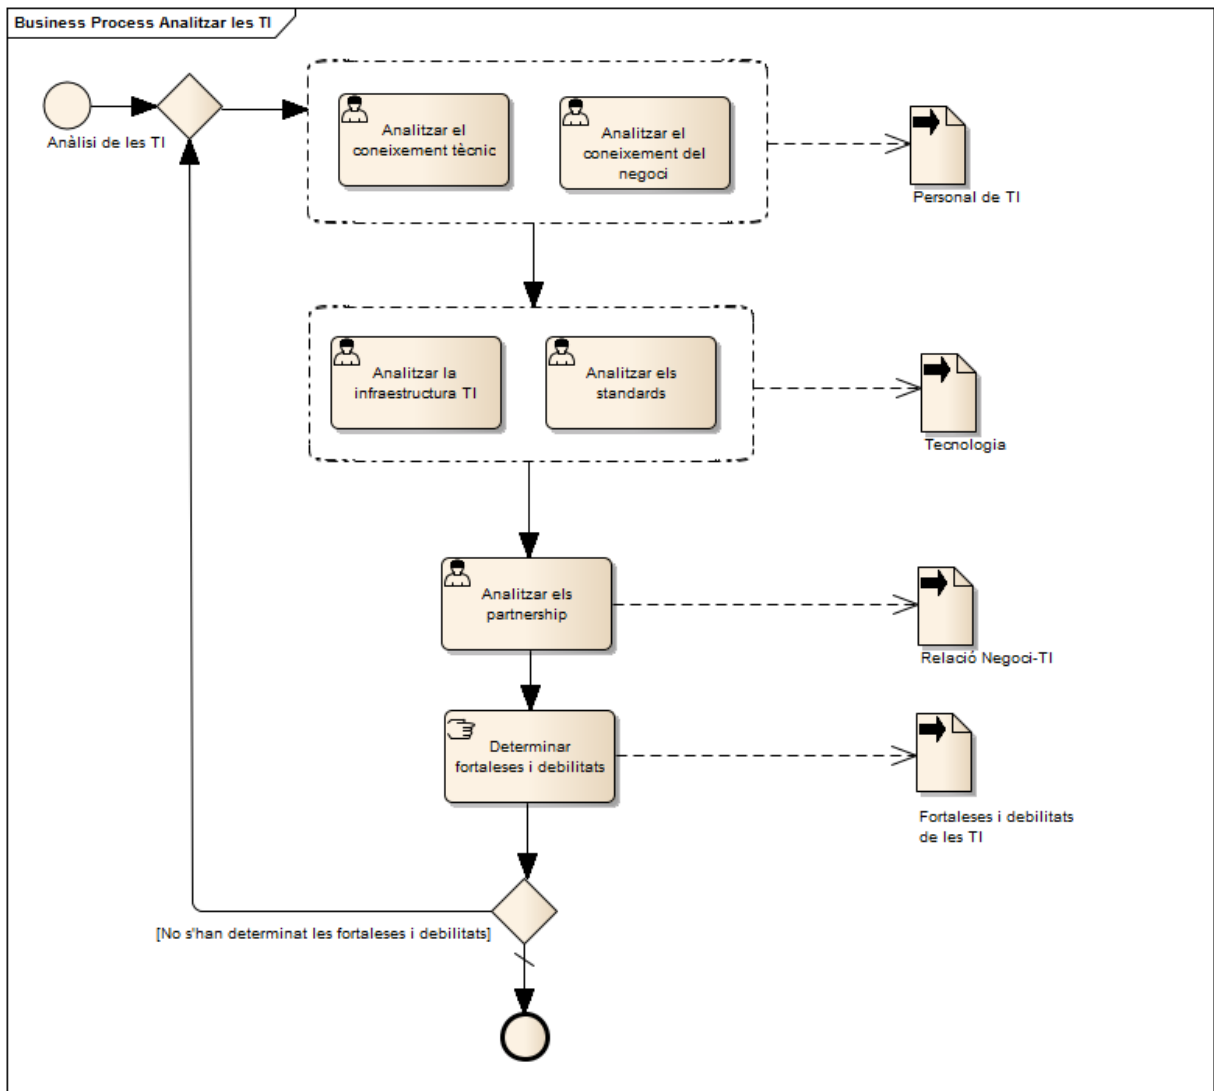 Business Process Analitzar les TI
Anàlisi de les TI
Analitzar el
coneixement tècnic
Analitzar el
coneixement del
negoci
Personal de TI
Analitzar la
infraestructura TI
Analitzar els
standards
Tecnologia
Analitzar els
partnership
Relació Negoci-TI
Determinar
fortaleses i debilitats
Fortaleses i debilitats
de les TI
[No s'han determinat les fortaleses i debilitats]